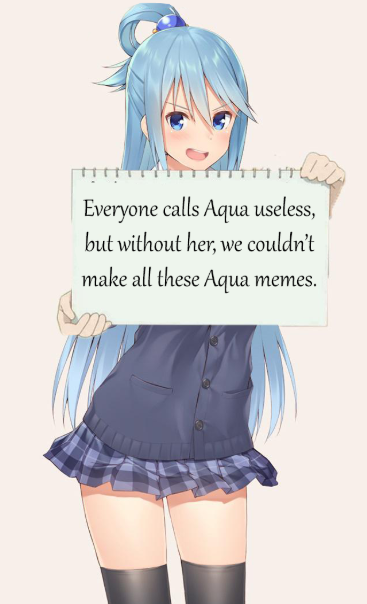 Everyone calls Aqua useless,
but without her, we couldn't
make all these Aqua memes.